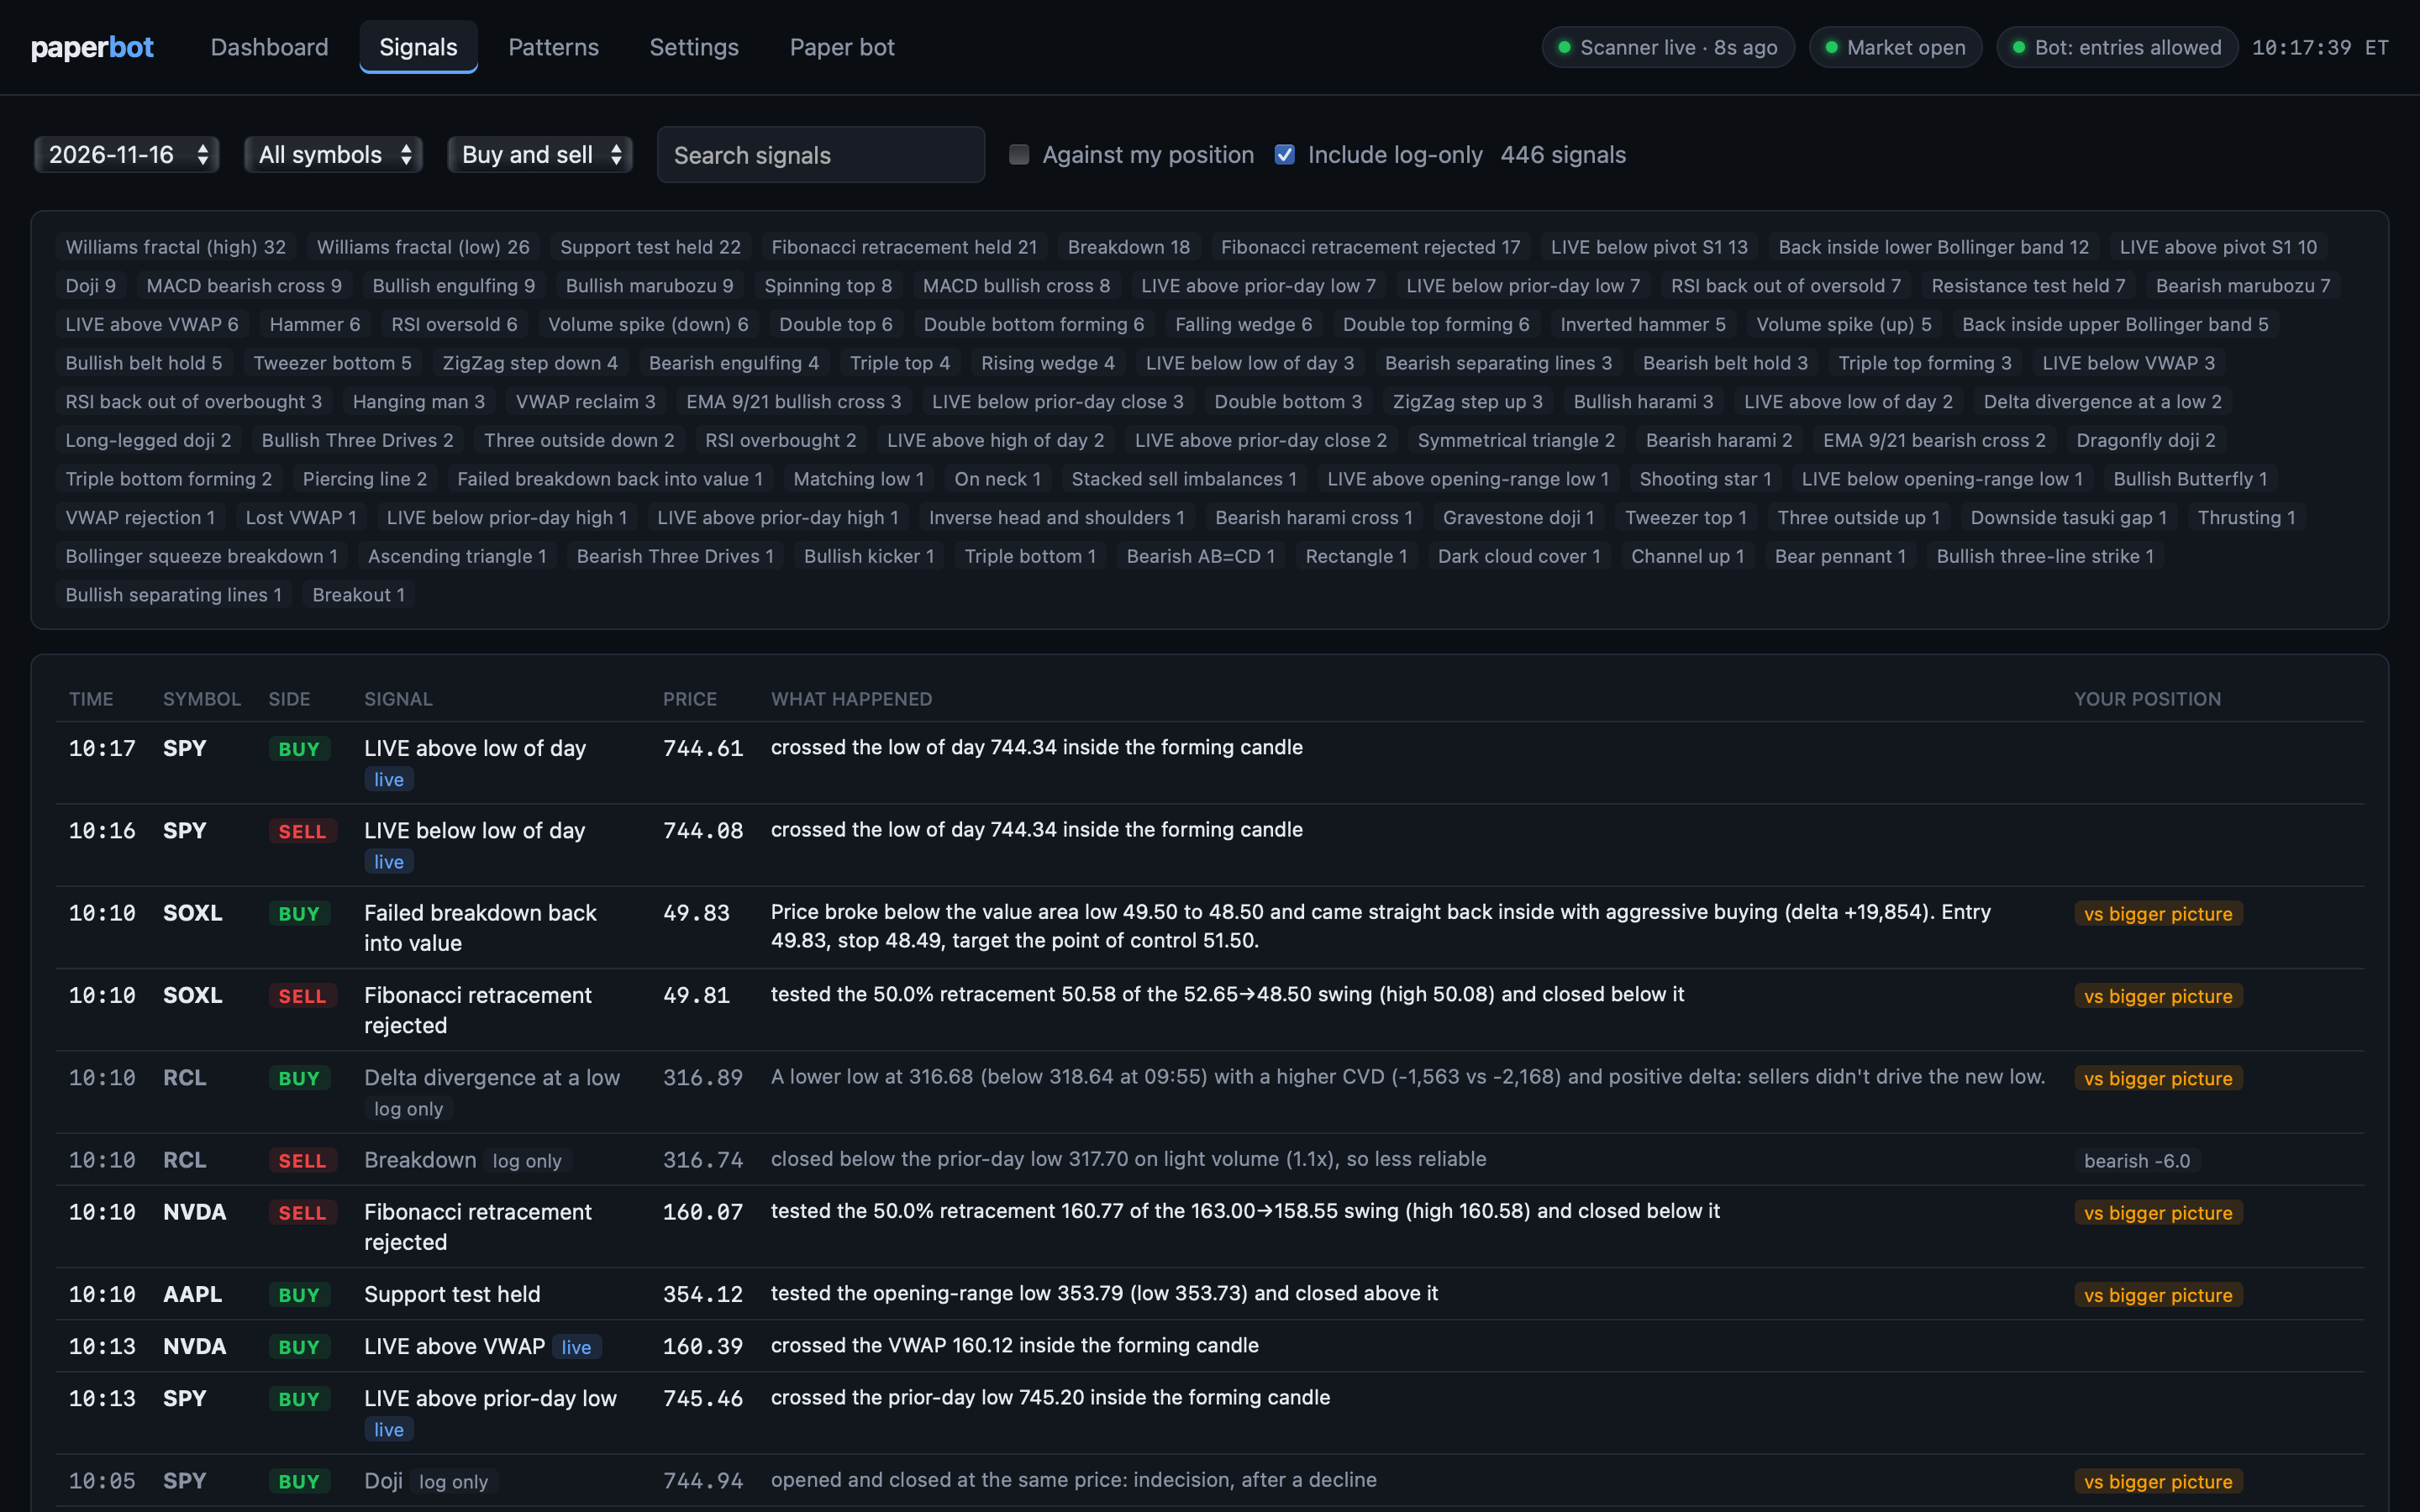 paperbot Dashboard Signals Patterns Settings Paper bot Scanner live · 8s ago Market open Bot: entries allowed 10:17:39 ET
2026-11-16 All symbols Buy and sell Search signals Against my position Include log-only 446 signals
Williams fractal (high) 32 Williams fractal (low) 26 Support test held 22 Fibonacci retracement held 21 Breakdown 18 Fibonacci retracement rejected 17 LIVE below pivot S1 13 Back inside lower Bollinger band 12 LIVE above pivot S1 10
Doji 9 MACD bearish cross 9 Bullish engulfing 9 Bullish marubozu 9 Spinning top 8 MACD bullish cross 8 LIVE above prior-day low 7 LIVE below prior-day low 7 RSI back out of oversold 7 Resistance test held 7 Bearish marubozu 7
LIVE above VWAP 6 Hammer 6 RSI oversold 6 Volume spike (down) 6 Double top 6 Double bottom forming 6 Falling wedge 6 Double top forming 6 Inverted hammer 5 Volume spike (up) 5 Back inside upper Bollinger band 5
Bullish belt hold 5 Tweezer bottom 5 ZigZag step down 4 Bearish engulfing 4 Triple top 4 Rising wedge 4 LIVE below low of day 3 Bearish separating lines 3 Bearish belt hold 3 Triple top forming 3 LIVE below VWAP 3
RSI back out of overbought 3 Hanging man 3 VWAP reclaim 3 EMA 9/21 bullish cross 3 LIVE below prior-day close 3 Double bottom 3 ZigZag step up 3 Bullish harami 3 LIVE above low of day 2 Delta divergence at a low 2
Long-legged doji 2 Bullish Three Drives 2 Three outside down 2 RSI overbought 2 LIVE above high of day 2 LIVE above prior-day close 2 Symmetrical triangle 2 Bearish harami 2 EMA 9/21 bearish cross 2 Dragonfly doji 2
Triple bottom forming 2 Piercing line 2 Failed breakdown back into value 1 Matching low 1 On neck 1 Stacked sell imbalances 1 LIVE above opening-range low 1 Shooting star 1 LIVE below opening-range low 1 Bullish Butterfly 1
VWAP rejection 1 Lost VWAP 1 LIVE below prior-day high 1 LIVE above prior-day high 1 Inverse head and shoulders 1 Bearish harami cross 1 Gravestone doji 1 Tweezer top 1 Three outside up 1 Downside tasuki gap 1 Thrusting 1
Bollinger squeeze breakdown 1 Ascending triangle 1 Bearish Three Drives 1 Bullish kicker 1 Triple bottom 1 Bearish AB=CD 1 Rectangle 1 Dark cloud cover 1 Channel up 1 Bear pennant 1 Bullish three-line strike 1
Bullish separating lines 1 Breakout 1
TIME SYMBOL SIDE SIGNAL PRICE WHAT HAPPENED YOUR POSITION
10:17 SPY BUY LIVE above low of day 744.61 crossed the low of day 744.34 inside the forming candle
live
10:16 SPY SELL LIVE below low of day 744.08 crossed the low of day 744.34 inside the forming candle
live
10:10 SOXL BUY Failed breakdown back 49.83 Price broke below the value area low 49.50 to 48.50 and came straight back inside with aggressive buying (delta +19,854). Entry vs bigger picture
into value 49.83, stop 48.49, target the point of control 51.50.
10:10 SOXL SELL Fibonacci retracement 49.81 tested the 50.0% retracement 50.58 of the 52.65→48.50 swing (high 50.08) and closed below it vs bigger picture
rejected
10:10 RCL BUY Delta divergence at a low 316.89 A lower low at 316.68 (below 318.64 at 09:55) with a higher CVD (-1,563 vs -2,168) and positive delta: sellers didn't drive the new low. vs bigger picture
log only
10:10 RCL SELL Breakdown log only 316.74 closed below the prior-day low 317.70 on light volume (1.1x), so less reliable bearish -6.0
10:10 NVDA SELL Fibonacci retracement 160.07 tested the 50.0% retracement 160.77 of the 163.00→158.55 swing (high 160.58) and closed below it vs bigger picture
rejected
10:10 AAPL BUY Support test held 354.12 tested the opening-range low 353.79 (low 353.73) and closed above it vs bigger picture
10:13 NVDA BUY LIVE above VWAP live 160.39 crossed the VWAP 160.12 inside the forming candle
10:13 SPY BUY LIVE above prior-day low 745.46 crossed the prior-day low 745.20 inside the forming candle
live
10:05 SPY BUY Doji log only 744.94 opened and closed at the same price: indecision, after a decline vs bigger picture